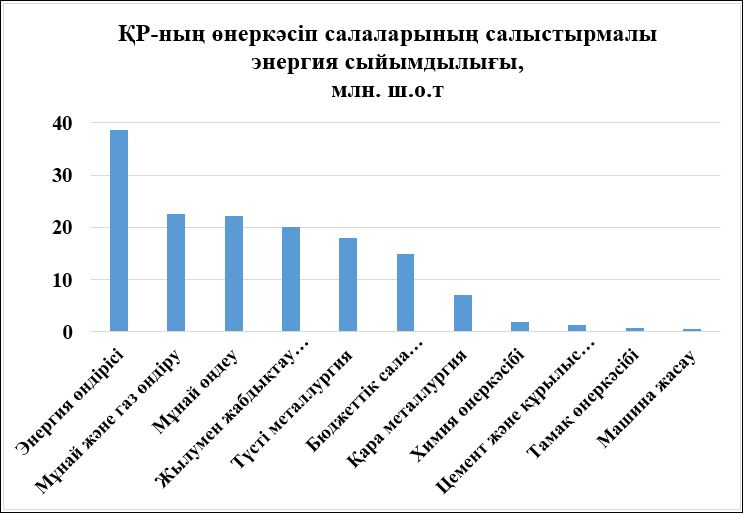 ҚР-ның өнеркәсіп салаларының салыстырмалы
энергия сыйымдылығы,
млн. ш.о.т
40
30
20
10
0
Энергия өндірісі
Мұнай және газ өндіру
Мұнай өңдеу
Жылумен жабдықтау…
Түсті металлургия
Бюджеттік сала…
Қара металлургия
Химия өнеркәсібі
Цемент және құрылыс…
Тамақ өнеркәсібі
Машина жасау